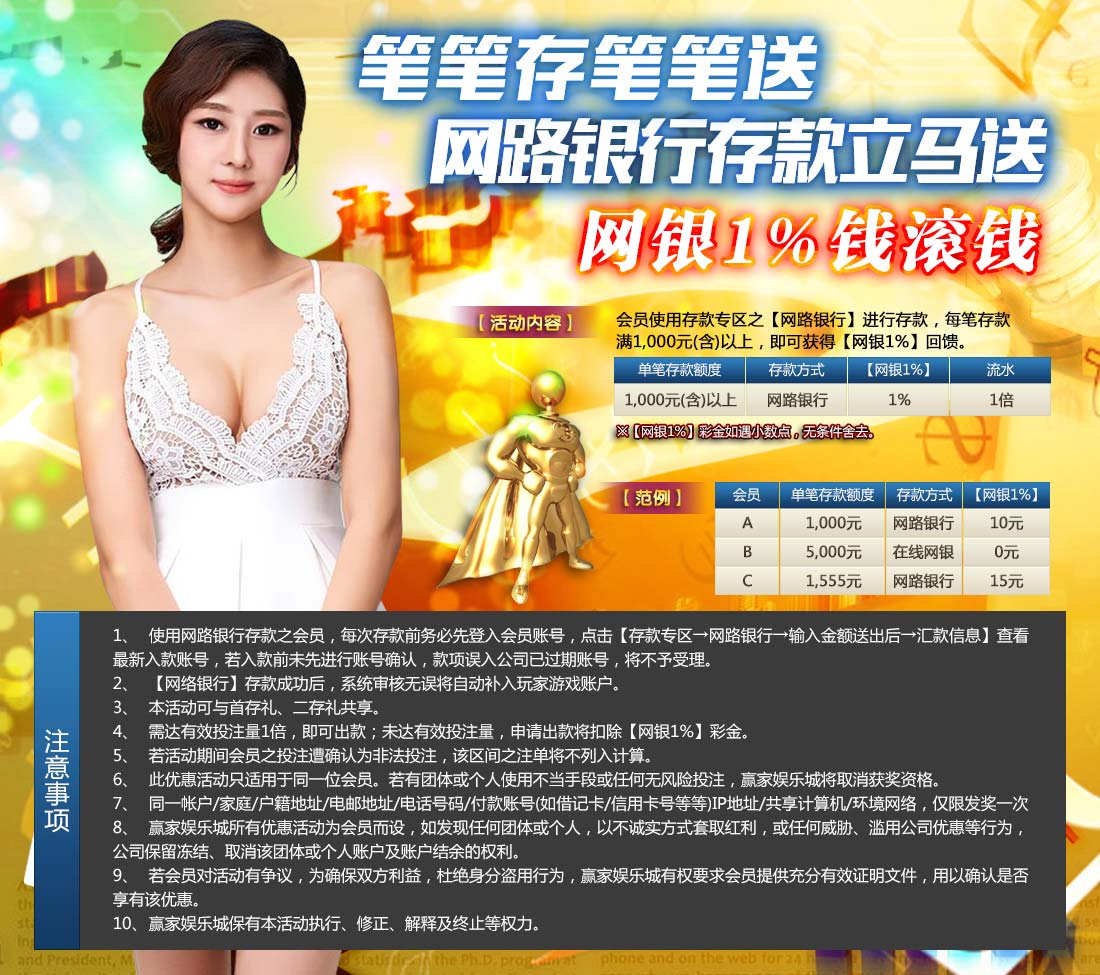 笔笔存笔笔送
网路银行存款立马送
网银1%钱滚钱
【活动内容】
会员使用存款专区之【网路银行】进行存款，每笔存款
满1,000元(含)以上，即可获得【网银1%】回馈。
单笔存款额度 存款方式 【网银1%】 流水
1,000元(含)以上 网路银行 1% 1倍
※【网银1%】彩金如遇小数点，无条件舍去。
【范例】
会员 单笔存款额度 存款方式 【网银1%】
A 1,000元 网路银行 10元
B 5,000元 在线网银 0元
C 1,555元 网路银行 15元
注意事项
1、 使用网路银行存款之会员，每次存款前务必先登入会员账号，点击【存款专区→网路银行→输入金额送出后→汇款信息】查看
最新入款账号，若入款前未先进行账号确认，款项误入公司已过期账号，将不予受理。
2、 【网络银行】存款成功后，系统审核无误将自动补入玩家游戏账户。
3、 本活动可与首存礼、二存礼共享。
4、 需达有效投注量1倍，即可出款；未达有效投注量，申请出款将扣除【网银1%】彩金。
5、 若活动期间会员之投注遭确认为非法投注，该区间之注单将不列入计算。
6、 此优惠活动只适用于同一位会员。若有团体或个人使用不当手段或任何无风险投注，赢家娱乐城将取消获奖资格。
7、 同一帐户/家庭/户籍地址/电邮地址/电话号码/付款账号(如借记卡/信用卡号等等)IP地址/共享计算机/环境网络，仅限发奖一次
8、 赢家娱乐城所有优惠活动为会员而设，如发现任何团体或个人，以不诚实方式套取红利，或任何威胁、滥用公司优惠等行为，
公司保留冻结、取消该团体或个人账户及账户结余的权利。
9、 若会员对活动有争议，为确保双方利益，杜绝身分盗用行为，赢家娱乐城有权要求会员提供充分有效证明文件，用以确认是否
享有该优惠。
10、 赢家娱乐城保有本活动执行、修正、解释及终止等权力。
and President, M
statistics in the Ph.D. program at
phone and on the web for 24 h